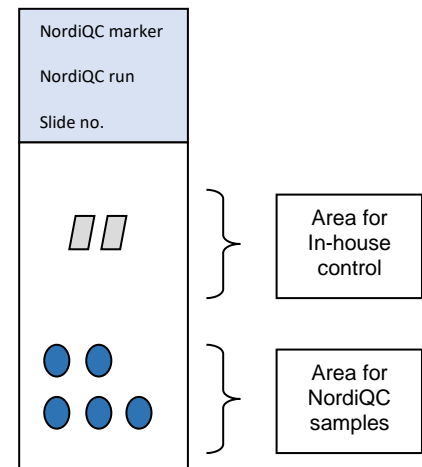 NordiQC marker
NordiQC run
Slide no.
Area for
In-house
control
Area for
NordiQC
samples